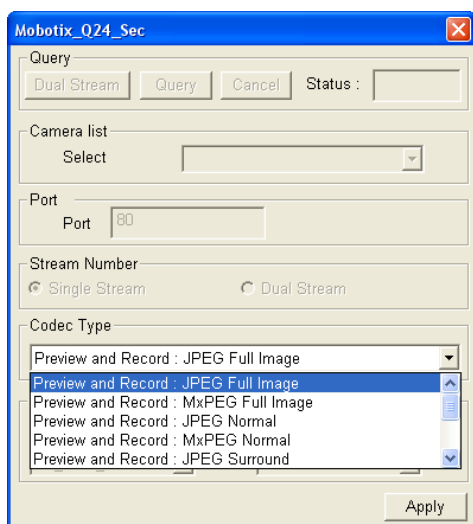 Mobotix_Q24_Sec
Query
Dual Stream Query Cancel Status :
Camera list
Select
Port
Port 80
Stream Number
Single Stream Dual Stream
Codec Type
Preview and Record : JPEG Full Image
Preview and Record : JPEG Full Image
Preview and Record : MxPEG Full Image
Preview and Record : JPEG Normal
Preview and Record : MxPEG Normal
Preview and Record : JPEG Surround
Apply